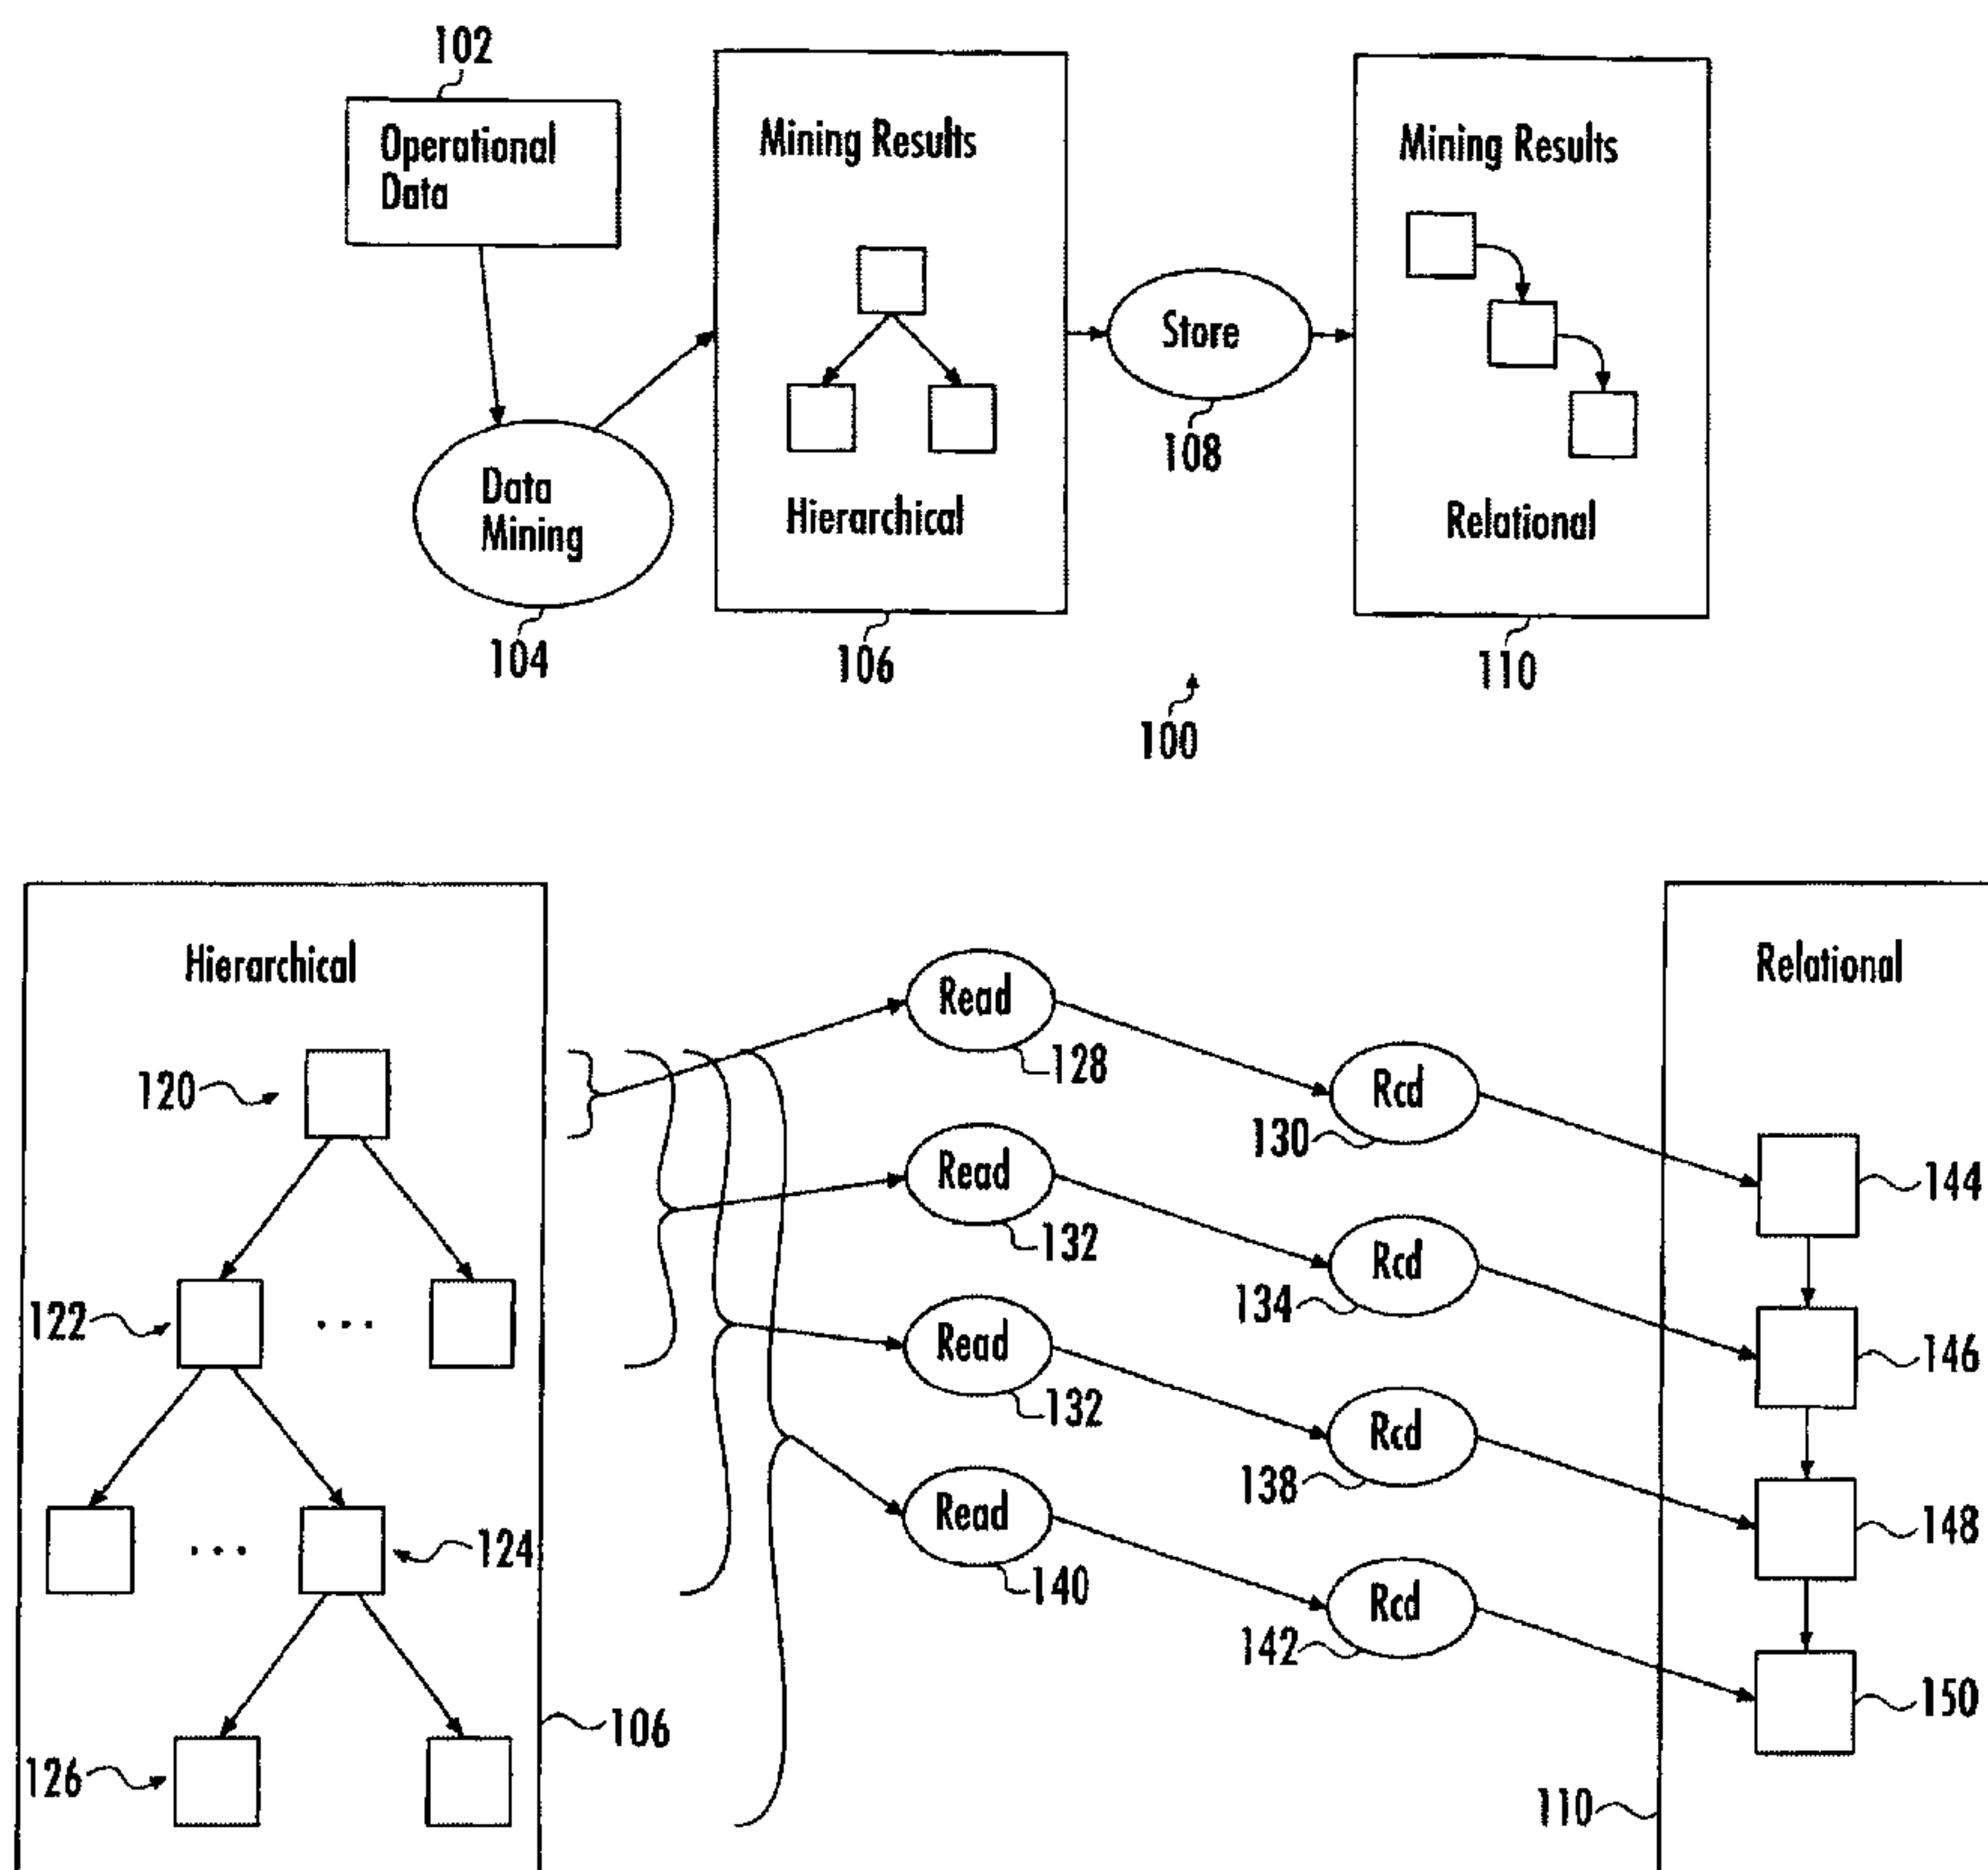 102
Operational
Data
Mining Results
Mining Results
Store
108
Data
Mining
Hierarchical
Relational
104
106
110
100
Hierarchical
Relational
Read
128
120
Rcd
130
144
Read
132
Rcd
134
122
146
Read
132
Rcd
138
124
148
Read
140
Rcd
142
106
150
126
110